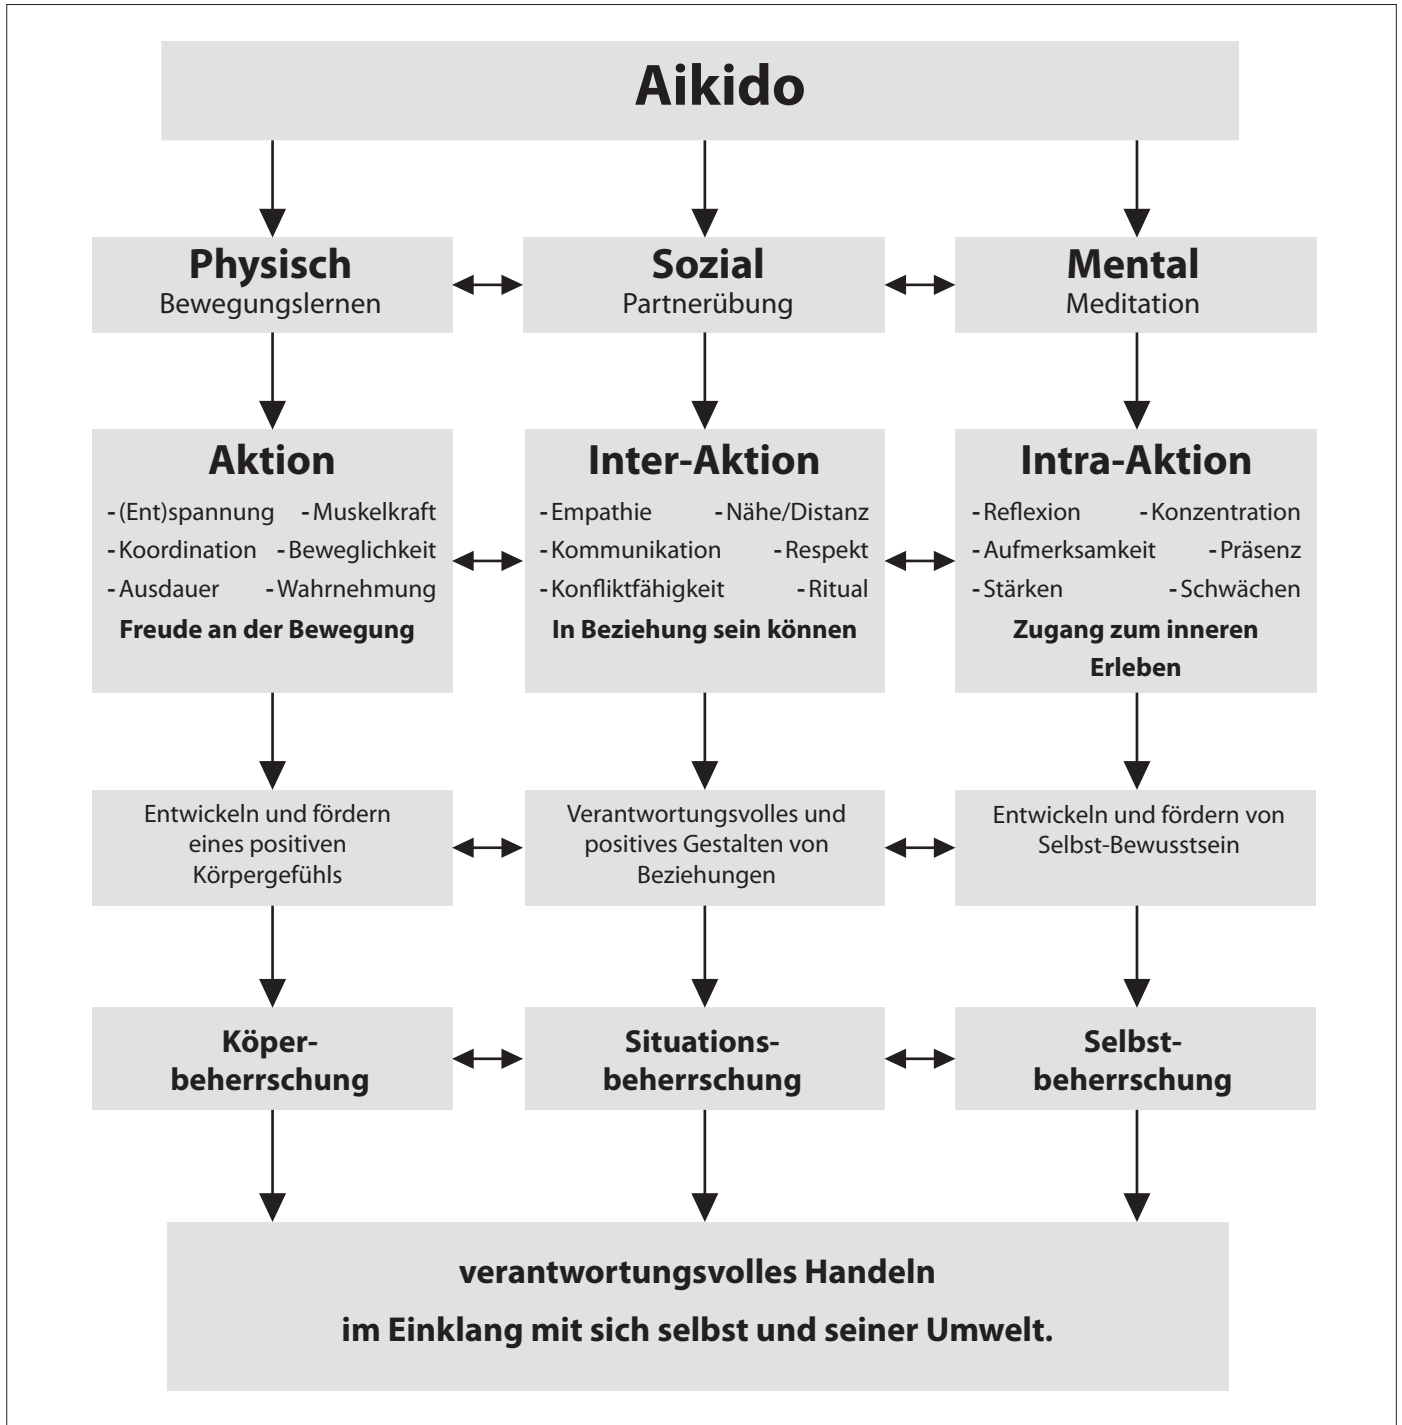 Aikido
Physisch
Bewegungslernen
Sozial
Partnerübung
Mental
Meditation
Aktion
- (Ent)spannung - Muskelkraft
- Koordination - Beweglichkeit
- Ausdauer - Wahrnehmung
Freude an der Bewegung
Inter-Aktion
- Empathie - Nähe/Distanz
- Kommunikation - Respekt
- Konfliktfähigkeit - Ritual
In Beziehung sein können
Intra-Aktion
- Reflexion - Konzentration
- Aufmerksamkeit - Präsenz
- Stärken - Schwächen
Zugang zum inneren
Erleben
Entwickeln und fördern
eines positiven
Körpergefühls
Verantwortungsvolles und
positives Gestalten von
Beziehungen
Entwickeln und fördern von
Selbst-Bewusstsein
Köper-
beherrschung
Situations-
beherrschung
Selbst-
beherrschung
verantwortungsvolles Handeln
im Einklang mit sich selbst und seiner Umwelt.